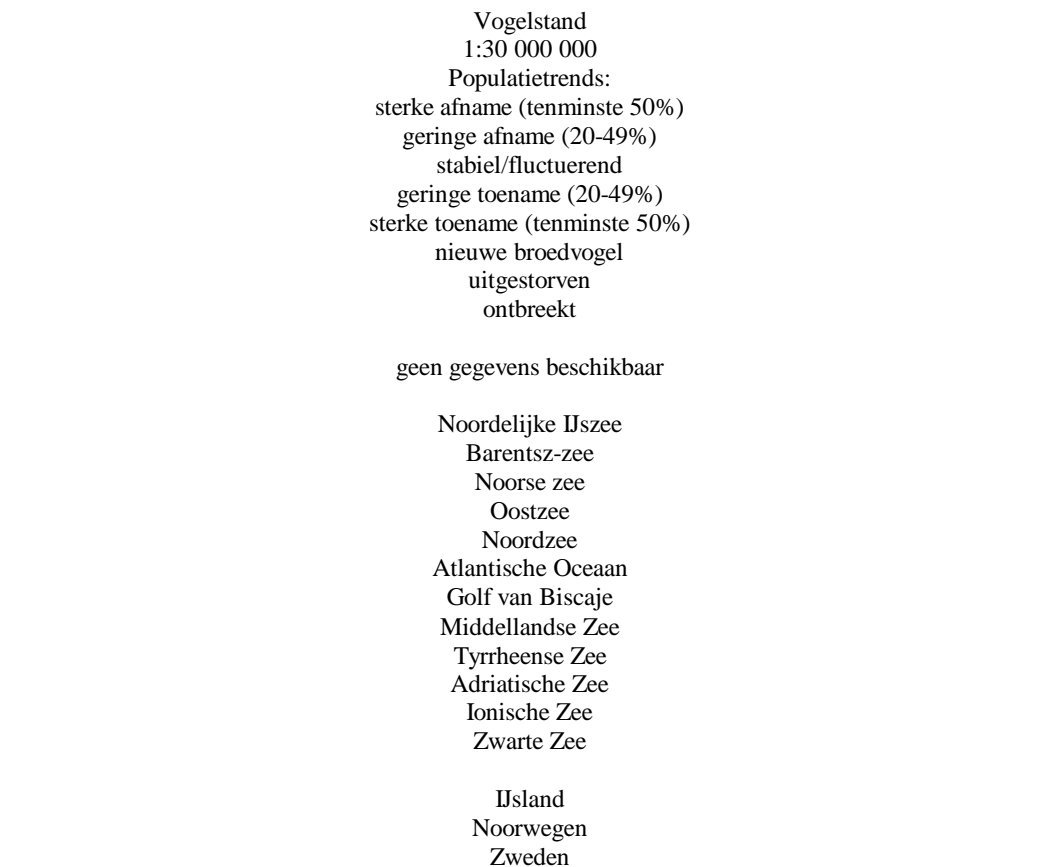 Vogelstand
1:30 000 000
Populatietrends:
sterke afname (tenminste 50%)
geringe afname (20-49%)
stabiel/fluctuerend
geringe toename (20-49%)
sterke toename (tenminste 50%)
nieuwe broedvogel
uitgestorven
ontbreekt
geen gegevens beschikbaar
Noordelijke IJszee
Barentsz-zee
Noorse zee
Oostzee
Noordzee
Atlantische Oceaan
Golf van Biscaje
Middellandse Zee
Tyrrheense Zee
Adriatische Zee
Ionische Zee
Zwarte Zee
IJsland
Noorwegen
Zweden